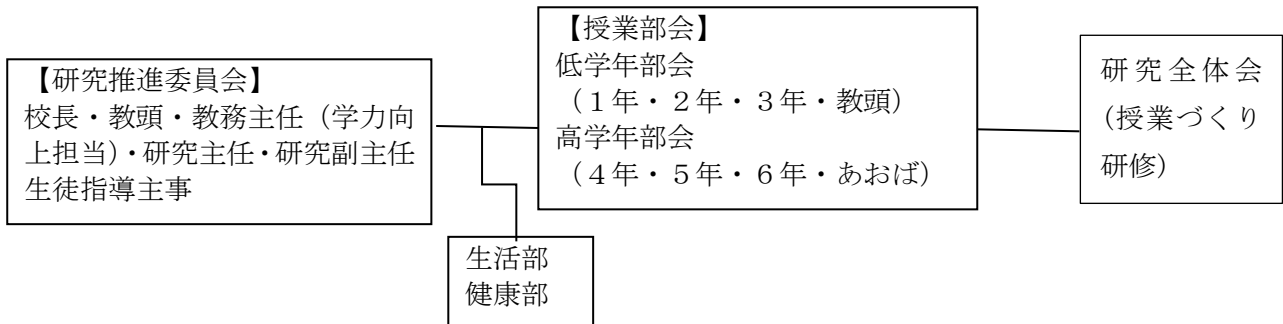 【研究推進委員会】
校長・教頭・教務主任（学力向
上担当）・研究主任・研究副主任
生徒指導主事
【授業部会】
低学年部会
（１年・２年・３年・教頭）
高学年部会
（４年・５年・６年・あおば）
研究全体会
（授業づくり
研修）
生活部
健康部